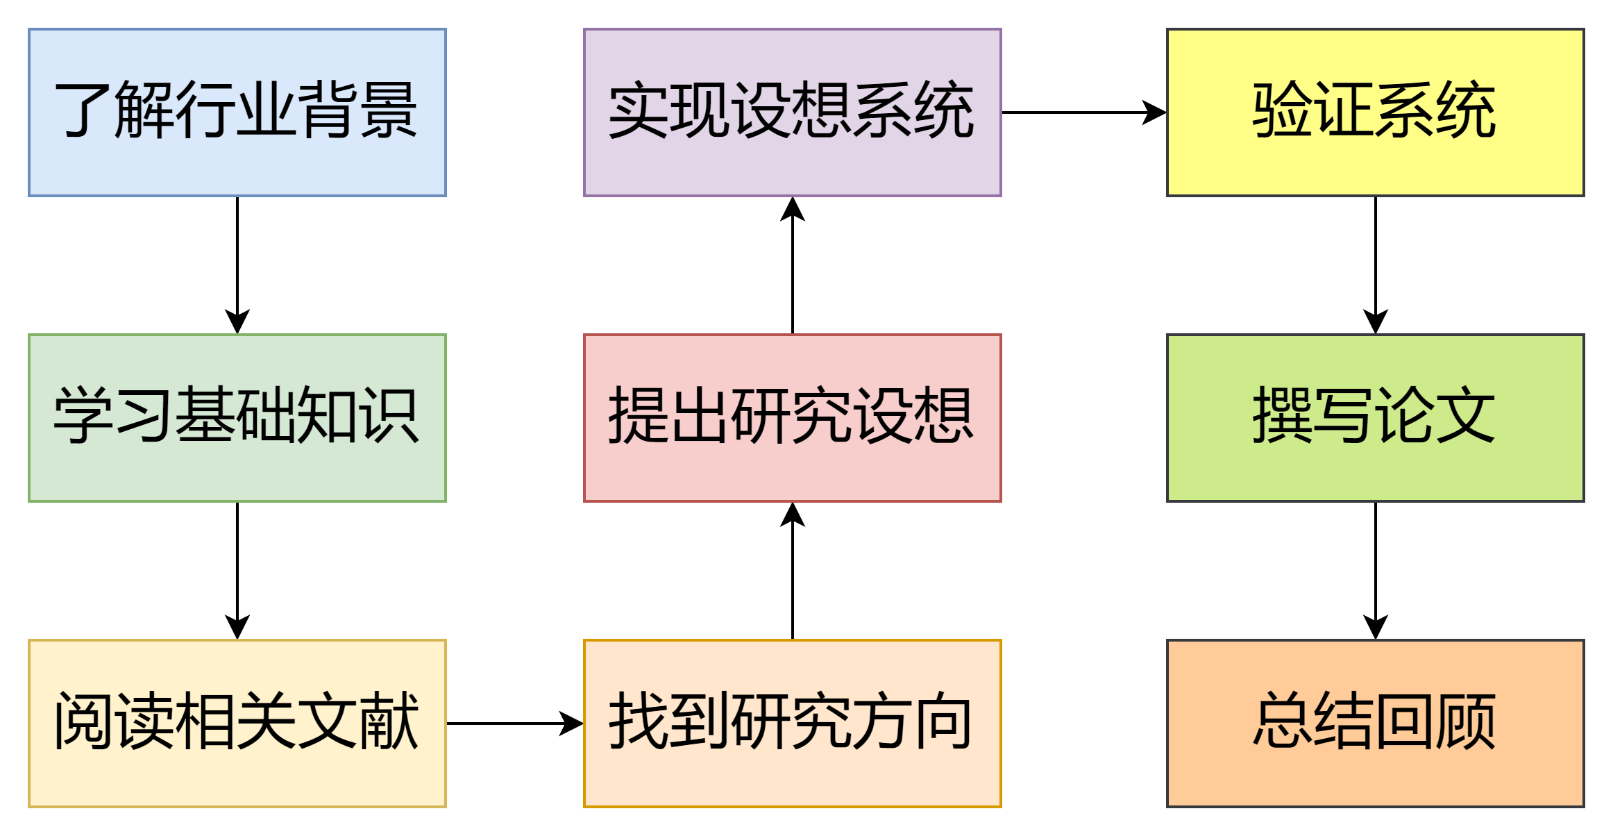 了解行业背景
学习基础知识
阅读相关文献
找到研究方向
提出研究设想
实现设想系统
验证系统
撰写论文
总结回顾